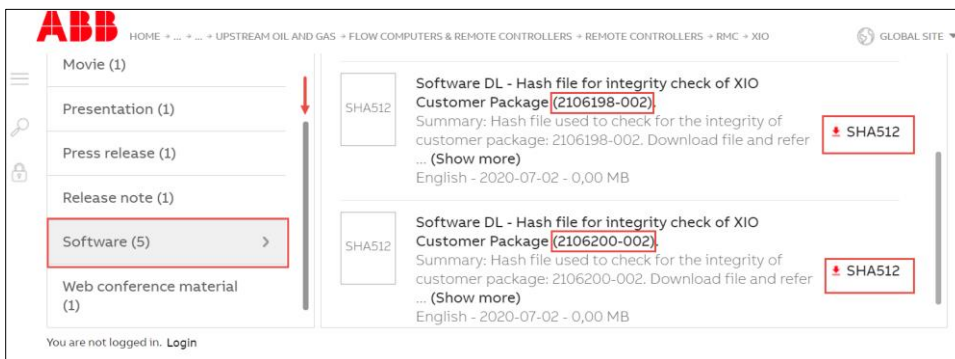 ABB
HOME → ... → ... → UPSTREAM OIL AND GAS → FLOW COMPUTERS & REMOTE CONTROLLERS → REMOTE CONTROLLERS → RMC → XIO
GLOBAL SITE
Movie (1)
Presentation (1)
Press release (1)
Release note (1)
Software (5)
Web conference material
(1)
SHA512
Software DL - Hash file for integrity check of XIO
Customer Package (2106198-002).
Summary: Hash file used to check for the integrity of
customer package: 2106198-002. Download file and refer
... (Show more)
English - 2020-07-02 - 0,00 MB
SHA512
SHA512
Software DL - Hash file for integrity check of XIO
Customer Package (2106200-002).
Summary: Hash file used to check for the integrity of
customer package: 2106200-002. Download file and refer
... (Show more)
English - 2020-07-02 - 0,00 MB
SHA512
You are not logged in. Login